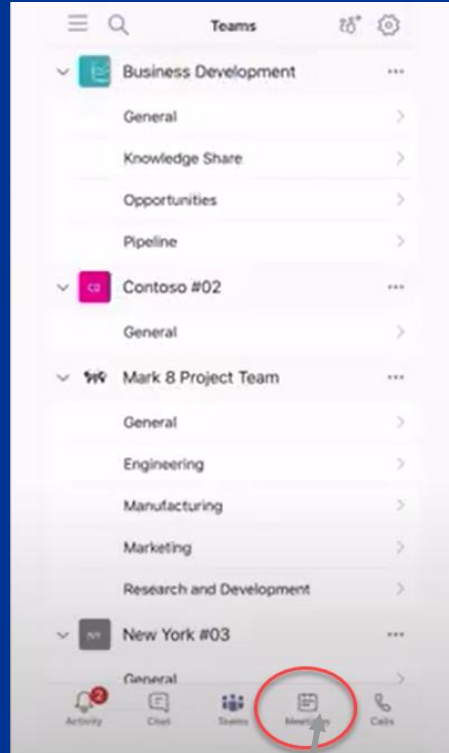 Teams
Business Development
General
Knowledge Share
Opportunities
Pipeline
C0 Contoso #02
General
Mark 8 Project Team
General
Engineering
Manufacturing
Marketing
Research and Development
NY New York #03
General
2
Activity Chat Teams Calls